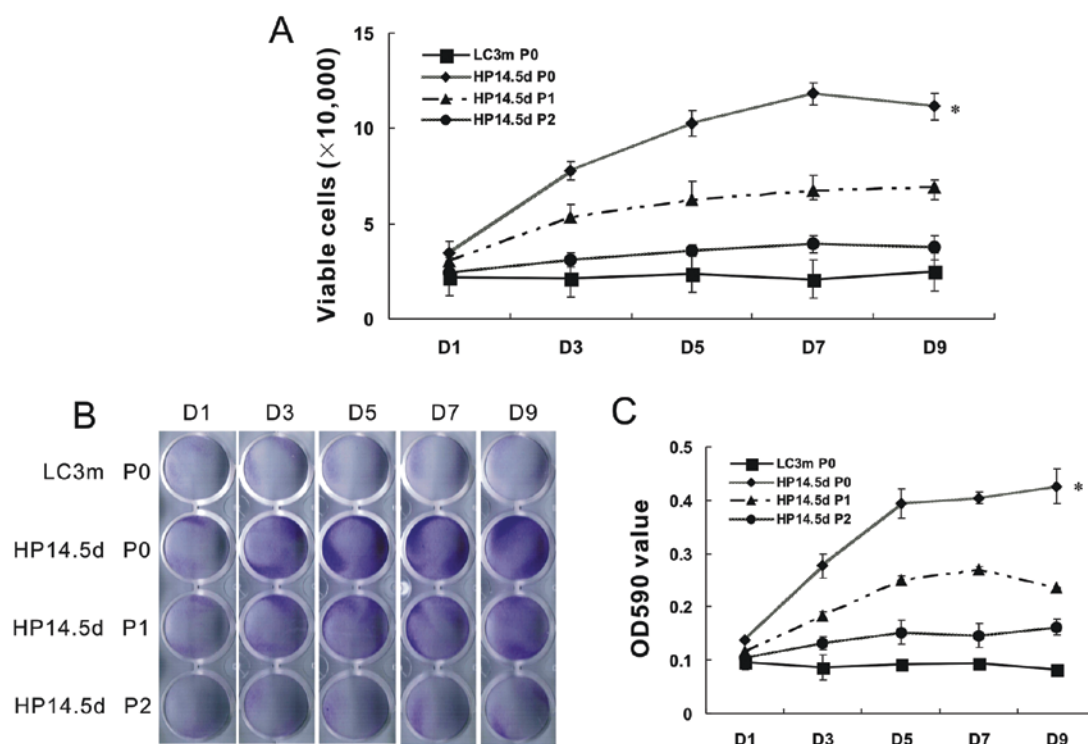 A
LC3m P0
HP14.5d P0
HP14.5d P1
HP14.5d P2
Viable cells (×10,000)
15
10
5
0
D1 D3 D5 D7 D9
*
B
D1 D3 D5 D7 D9
LC3m P0
HP14.5d P0
HP14.5d P1
HP14.5d P2
C
LC3m P0
HP14.5d P0
HP14.5d P1
HP14.5d P2
OD590 value
0.5
0.4
0.3
0.2
0.1
0
D1 D3 D5 D7 D9
*